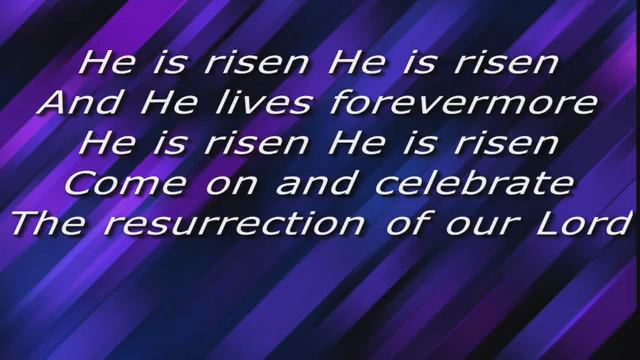 He is risen He is risen
And He lives forevermore
He is risen He is risen
Come on and celebrate
The resurrection of our Lord